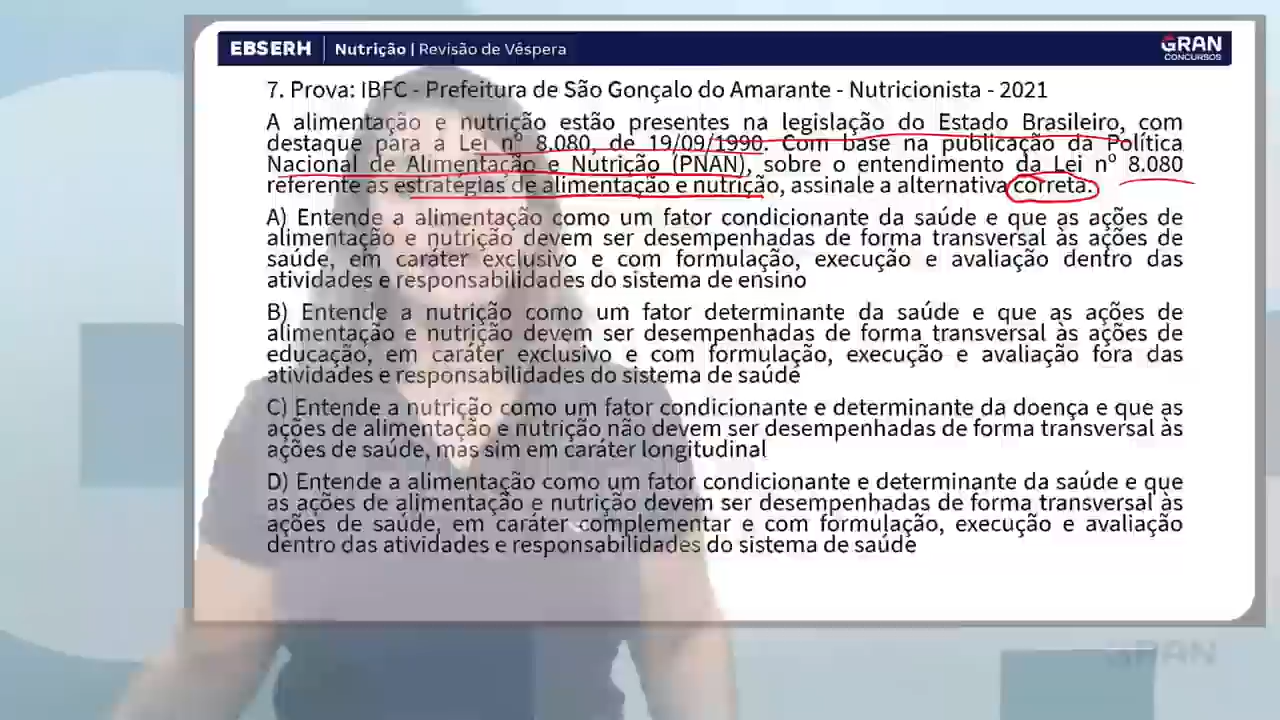 EBSERH Nutrição | Revisão de Véspera
GRAN
CONCURSOS
7. Prova: IBFC - Prefeitura de São Gonçalo do Amarante - Nutricionista - 2021
A alimentação e nutrição estão presentes na legislação do Estado Brasileiro, com
destaque para a Lei nº 8.080, de 19/09/1990. Com base na publicação da Política
Nacional de Alimentação e Nutrição (PNAN), sobre o entendimento da Lei nº 8.080
referente as estratégias de alimentação e nutrição, assinale a alternativa correta.
A) Entende a alimentação como um fator condicionante da saúde e que as ações de
alimentação e nutrição devem ser desempenhadas de forma transversal às ações de
saúde, em caráter exclusivo e com formulação, execução e avaliação dentro das
atividades e responsabilidades do sistema de ensino
B) Entende a nutrição como um fator determinante da saúde e que as ações de
alimentação e nutrição devem ser desempenhadas de forma transversal às ações de
educação, em caráter exclusivo e com formulação, execução e avaliação fora das
atividades e responsabilidades do sistema de saúde
C) Entende a nutrição como um fator condicionante e determinante da doença e que as
ações de alimentação e nutrição não devem ser desempenhadas de forma transversal às
ações de saúde, mas sim em caráter longitudinal
D) Entende a alimentação como um fator condicionante e determinante da saúde e que
as ações de alimentação e nutrição devem ser desempenhadas de forma transversal às
ações de saúde, em caráter complementar e com formulação, execução e avaliação
dentro das atividades e responsabilidades do sistema de saúde
GRAN